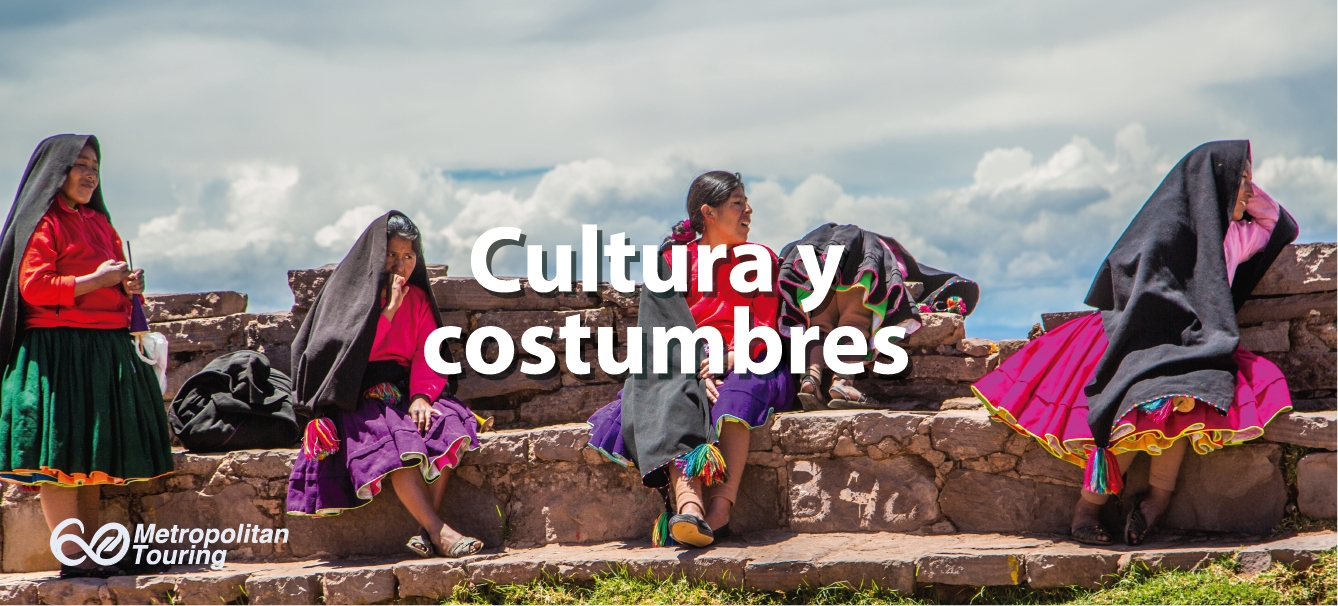 Cultura y
costumbres
Metropolitan
Touring